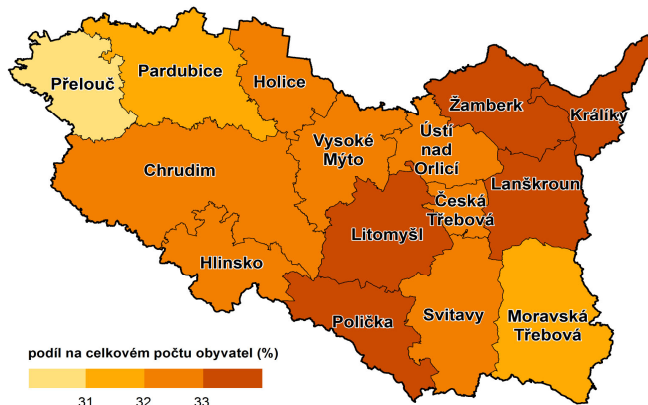 Přelouč
Pardubice
Holice
Žamberk
Králíky
Vysoké
Mýto
Ústí
nad
Orlicí
Chrudim
Lanškroun
Česká
Třebová
Litomyšl
Hlinsko
Polička
Svitavy
Moravská
Třebová
podíl na celkovém počtu obyvatel (%)
31 32 33